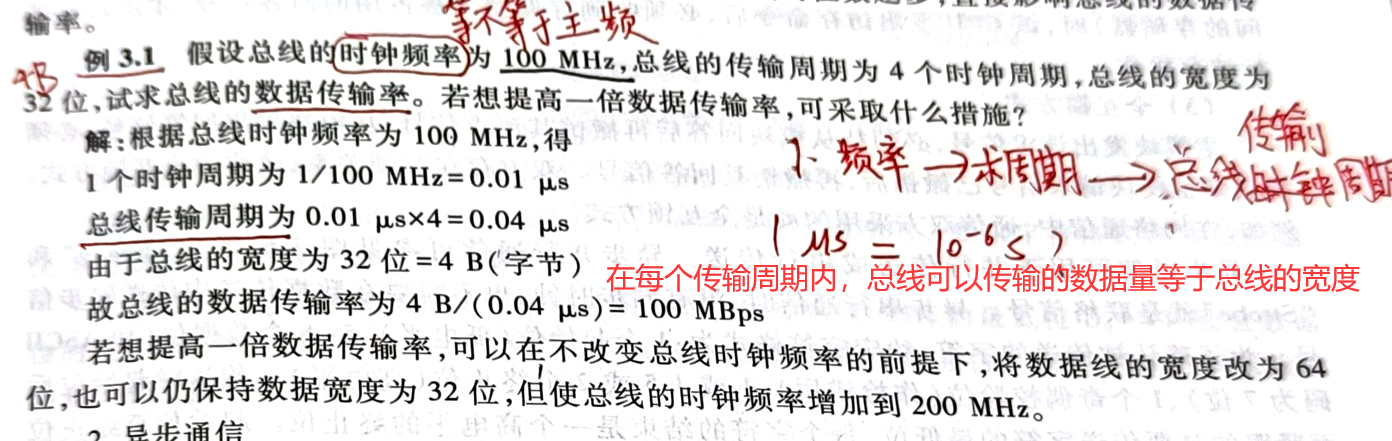 输率。
等不等于主频
例 3.1 假设总线的时钟频率为 100 MHz,总线的传输周期为 4 个时钟周期,总线的宽度为
4B
32 位,试求总线的数据传输率。若想提高一倍数据传输率,可采取什么措施?
解:根据总线时钟频率为 100 MHz,得
1 个时钟周期为 1/100 MHz=0.01 μs
总线传输周期为 0.01 μs×4=0.04 μs
频率 → 求周期 → 总线时钟周期
传输
1 μs = 10⁻⁶ s
由于总线的宽度为 32 位=4 B(字节)
在每个传输周期内，总线可以传输的数据量等于总线的宽度
故总线的数据传输率为 4 B/(0.04 μs)= 100 MBps
若想提高一倍数据传输率,可以在不改变总线时钟频率的前提下,将数据线的宽度改为 64
位,也可以仍保持数据宽度为 32 位,但使总线的时钟频率增加到 200 MHz。
2. 异步通信